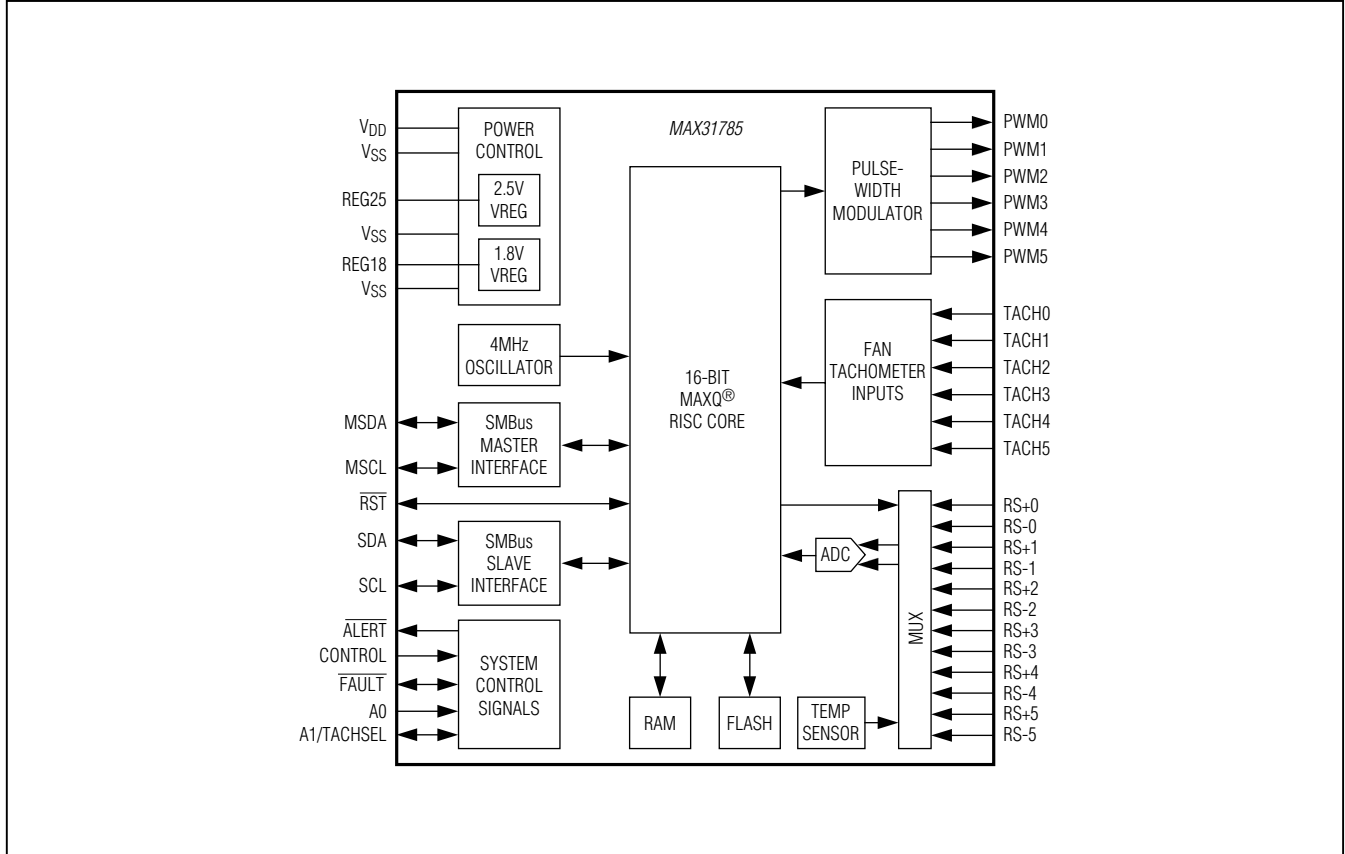 MAX31785
VDD
VSS
REG25
VSS
REG18
VSS
POWER
CONTROL
2.5V
VREG
1.8V
VREG
4MHz
OSCILLATOR
MSDA
MSCL
SMBus
MASTER
INTERFACE
RST
SDA
SCL
SMBus
SLAVE
INTERFACE
ALERT
CONTROL
FAULT
A0
A1/TACHSEL
SYSTEM
CONTROL
SIGNALS
16-BIT
MAXQ®
RISC CORE
RAM
FLASH
PULSE-
WIDTH
MODULATOR
PWM0
PWM1
PWM2
PWM3
PWM4
PWM5
FAN
TACHOMETER
INPUTS
TACH0
TACH1
TACH2
TACH3
TACH4
TACH5
ADC
MUX
TEMP
SENSOR
RS+0
RS-0
RS+1
RS-1
RS+2
RS-2
RS+3
RS-3
RS+4
RS-4
RS+5
RS-5